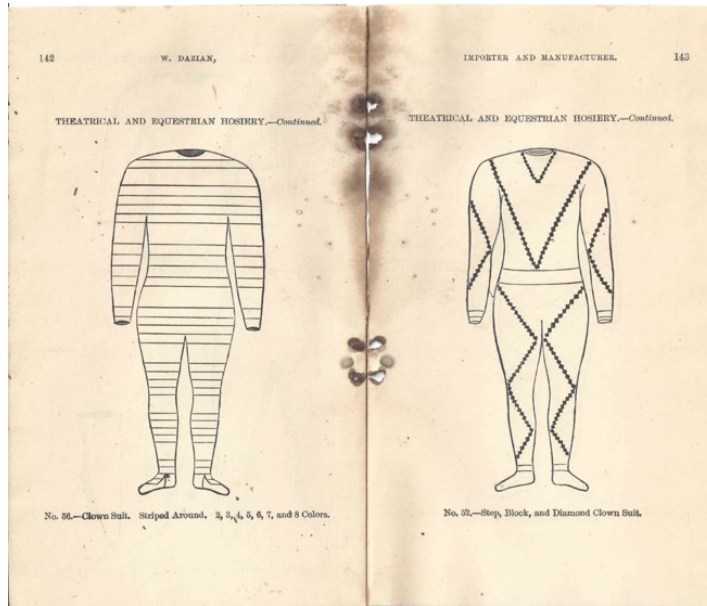 142
W. DAZIAN,
THEATRICAL AND EQUESTRIAN HOSIERY.—Continued.
No. 56.—Clown Suit. Striped Around. 2, 3, 4, 5, 6, 7, and 8 Colors.
IMPORTER AND MANUFACTURER.
143
THEATRICAL AND EQUESTRIAN HOSIERY.—Continued.
No. 52.—Step, Block, and Diamond Clown Suit.